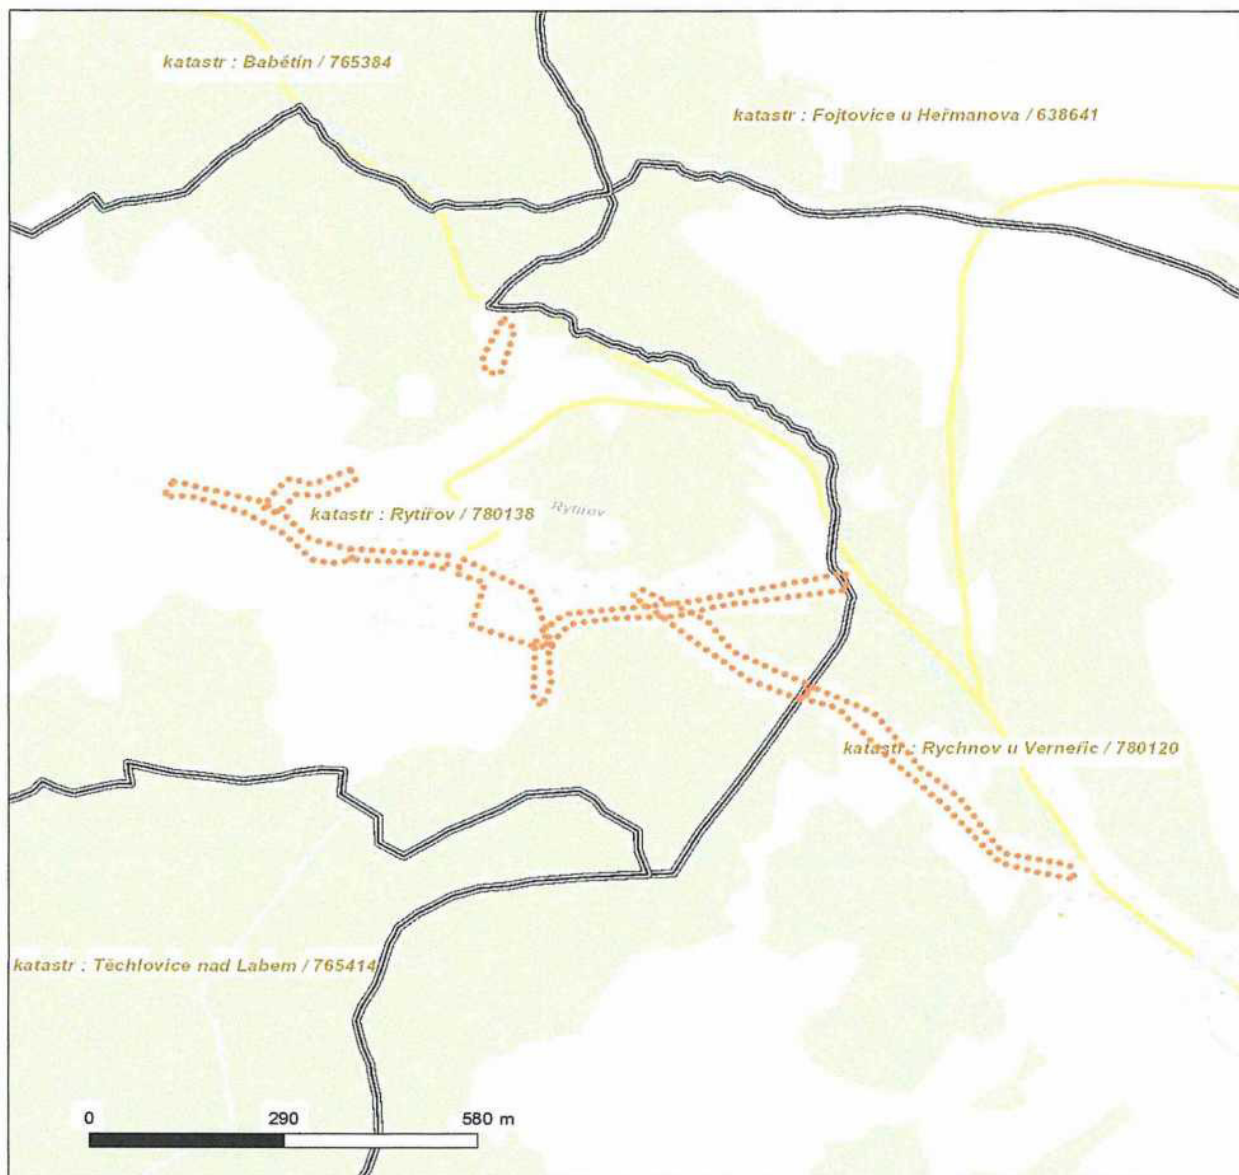 katastr : Babětín / 765384
katastr : Fojtovice u Heřmanova / 638641
katastr : Rytířov / 780138
Rytířov
katastr : Rychnov u Verneřic / 780120
katastr : Těchlovice nad Labem / 765414
0 290 580 m